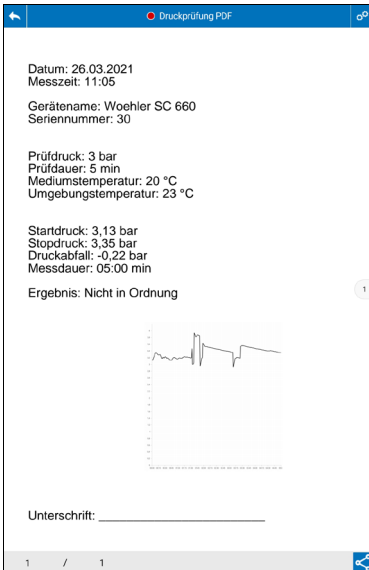 Druckprüfung PDF
Datum: 26.03.2021
Messzeit: 11:05
Gerätename: Woehler SC 660
Seriennummer: 30
Prüfdruck: 3 bar
Prüfdauer: 5 min
Mediumstemperatur: 20 °C
Umgebungstemperatur: 23 °C
Startdruck: 3,13 bar
Stopdruck: 3,35 bar
Druckabfall: -0,22 bar
Messdauer: 05:00 min
Ergebnis: Nicht in Ordnung
1
Unterschrift: ____________________________
1 / 1